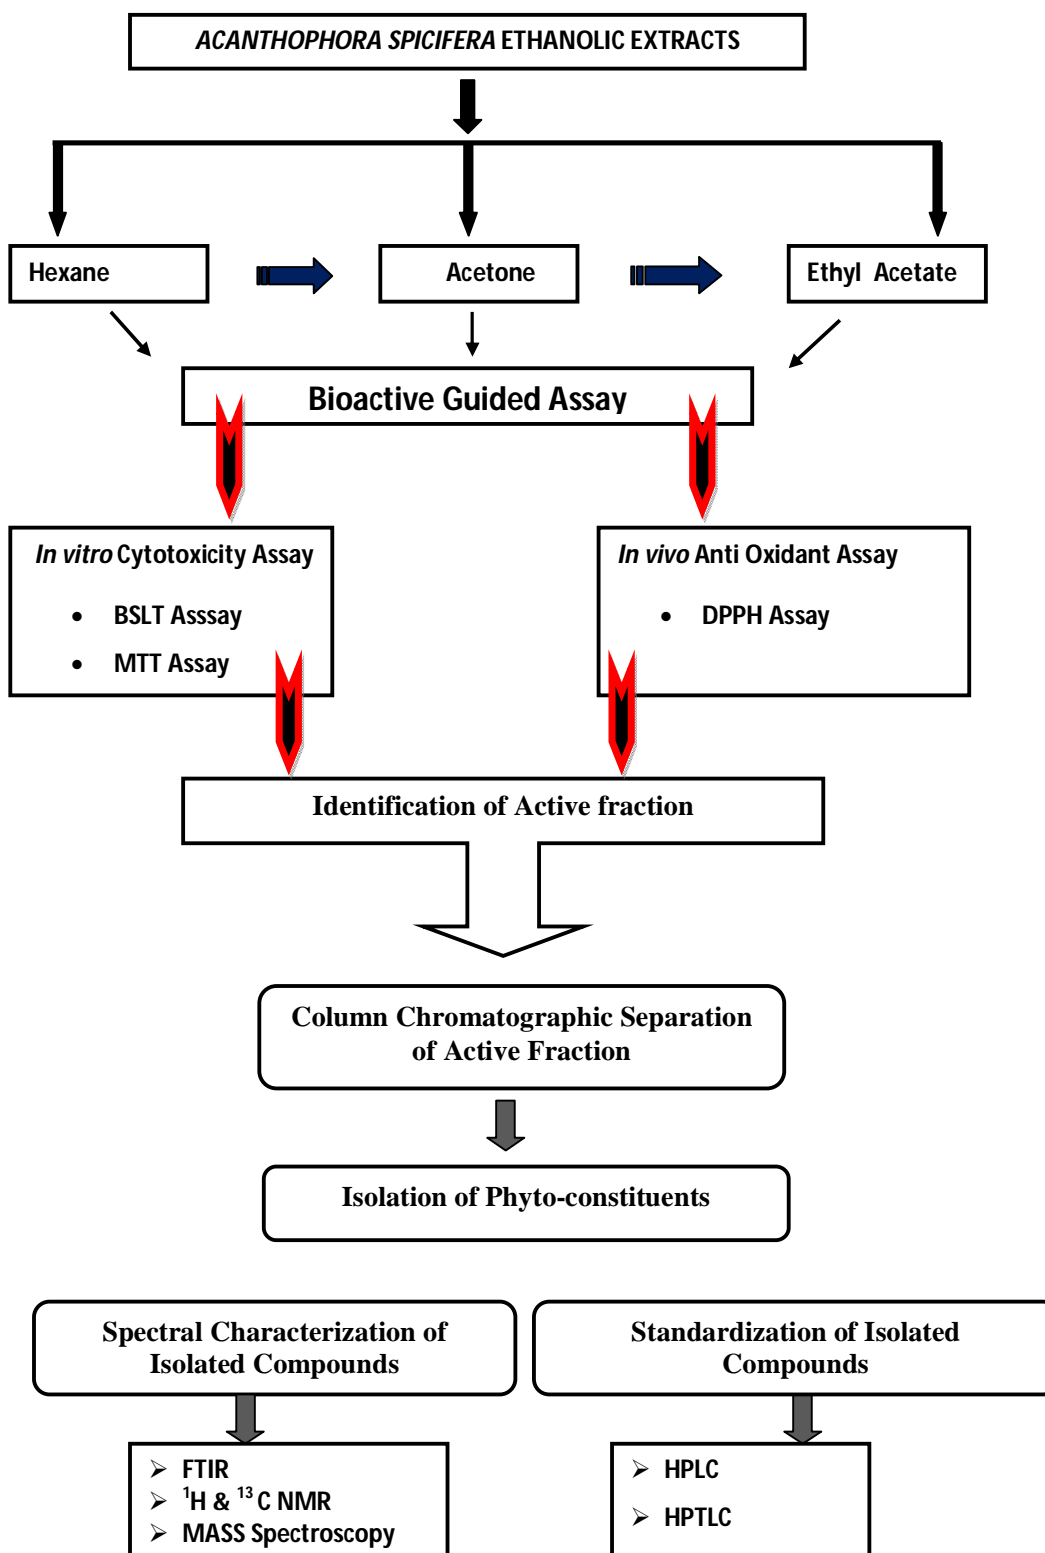 ACANTHOPHORA SPICIFERA ETHANOLIC EXTRACTS
Hexane
Acetone
Ethyl Acetate
Bioactive Guided Assay
In vitro Cytotoxicity Assay
• BSLT Asssay
• MTT Assay
In vivo Anti Oxidant Assay
• DPPH Assay
Identification of Active fraction
Column Chromatographic Separation
of Active Fraction
Isolation of Phyto-constituents
Spectral Characterization of
Isolated Compounds
Standardization of Isolated
Compounds
➢ FTIR
➢ ¹H & ¹³ C NMR
➢ MASS Spectroscopy
➢ HPLC
➢ HPTLC